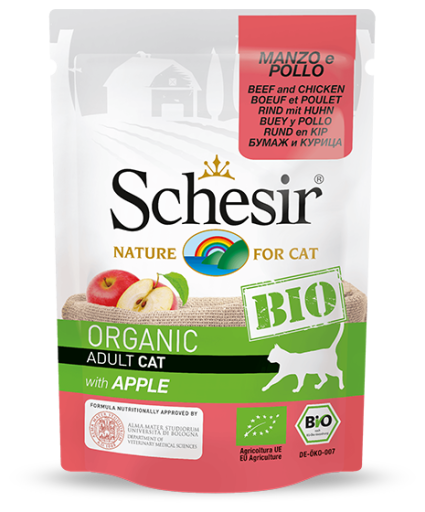 MANZO e
POLLO
BEEF and CHICKEN
BOEUF et POULET
RIND mit HUHN
BUEY y POLLO
RUND en KIP
БУМАЖ и КУРИЦА
Schesir®
NATURE FOR CAT
BIO
ORGANIC
ADULT CAT
with APPLE
FORMULA NUTRITIONALLY APPROVED BY
ALMA MATER STUDIORUM
UNIVERSITÀ DI BOLOGNA
DEPARTMENT OF
VETERINARY MEDICAL SCIENCES
Agricoltura UE
EU Agriculture
BIO
DE-ÖKO-007